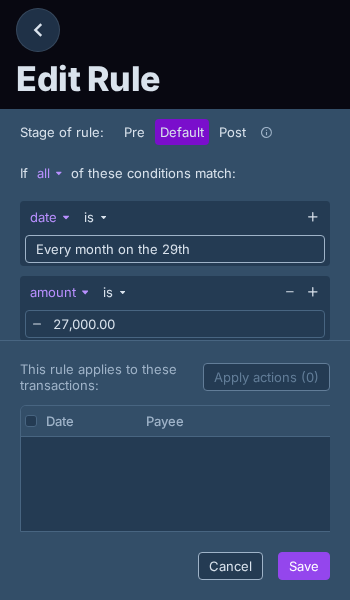 Edit Rule
Stage of rule: Pre Default Post
If all of these conditions match:
date is +
Every month on the 29th
amount is − +
− 27,000.00
This rule applies to these
transactions:
Apply actions (0)
Date Payee
Cancel Save